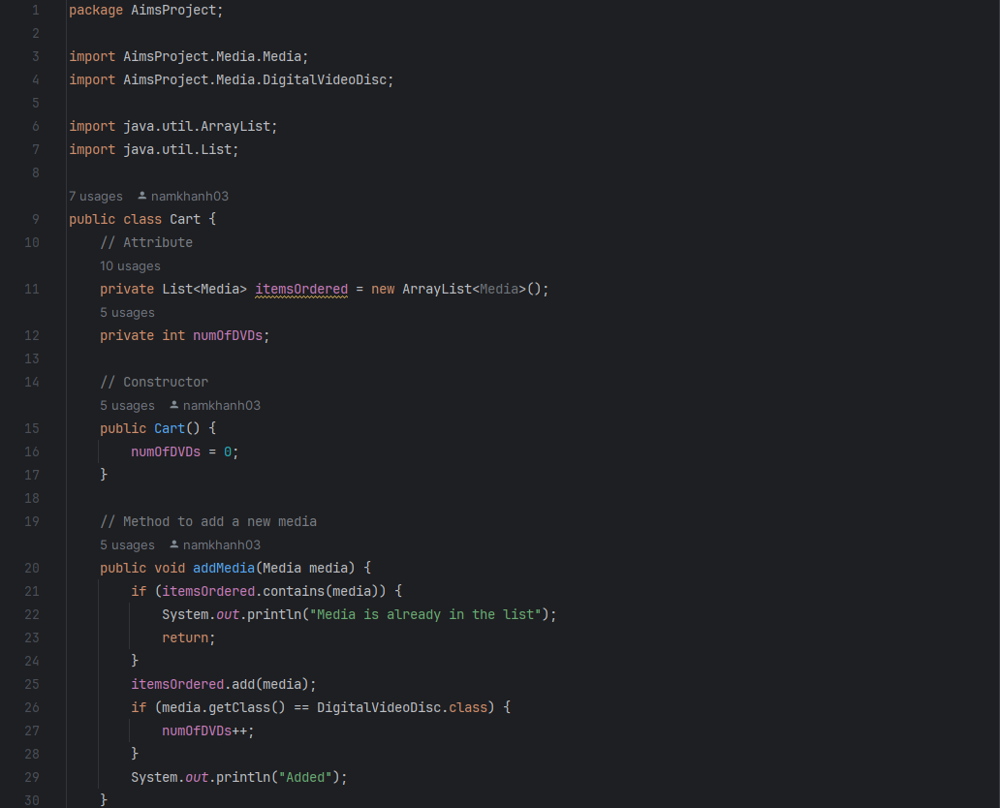 1 package AimsProject;
2
3 import AimsProject.Media.Media;
4 import AimsProject.Media.DigitalVideoDisc;
5
6 import java.util.ArrayList;
7 import java.util.List;
8
7 usages namkhanh03
9 public class Cart {
10 // Attribute
10 usages
11 private List<Media> itemsOrdered = new ArrayList<Media>();
5 usages
12 private int numOfDVDs;
13
14 // Constructor
5 usages namkhanh03
15 public Cart() {
16 numOfDVDs = 0;
17 }
18
19 // Method to add a new media
5 usages namkhanh03
20 public void addMedia(Media media) {
21 if (itemsOrdered.contains(media)) {
22 System.out.println("Media is already in the list");
23 return;
24 }
25 itemsOrdered.add(media);
26 if (media.getClass() == DigitalVideoDisc.class) {
27 numOfDVDs++;
28 }
29 System.out.println("Added");
30 }